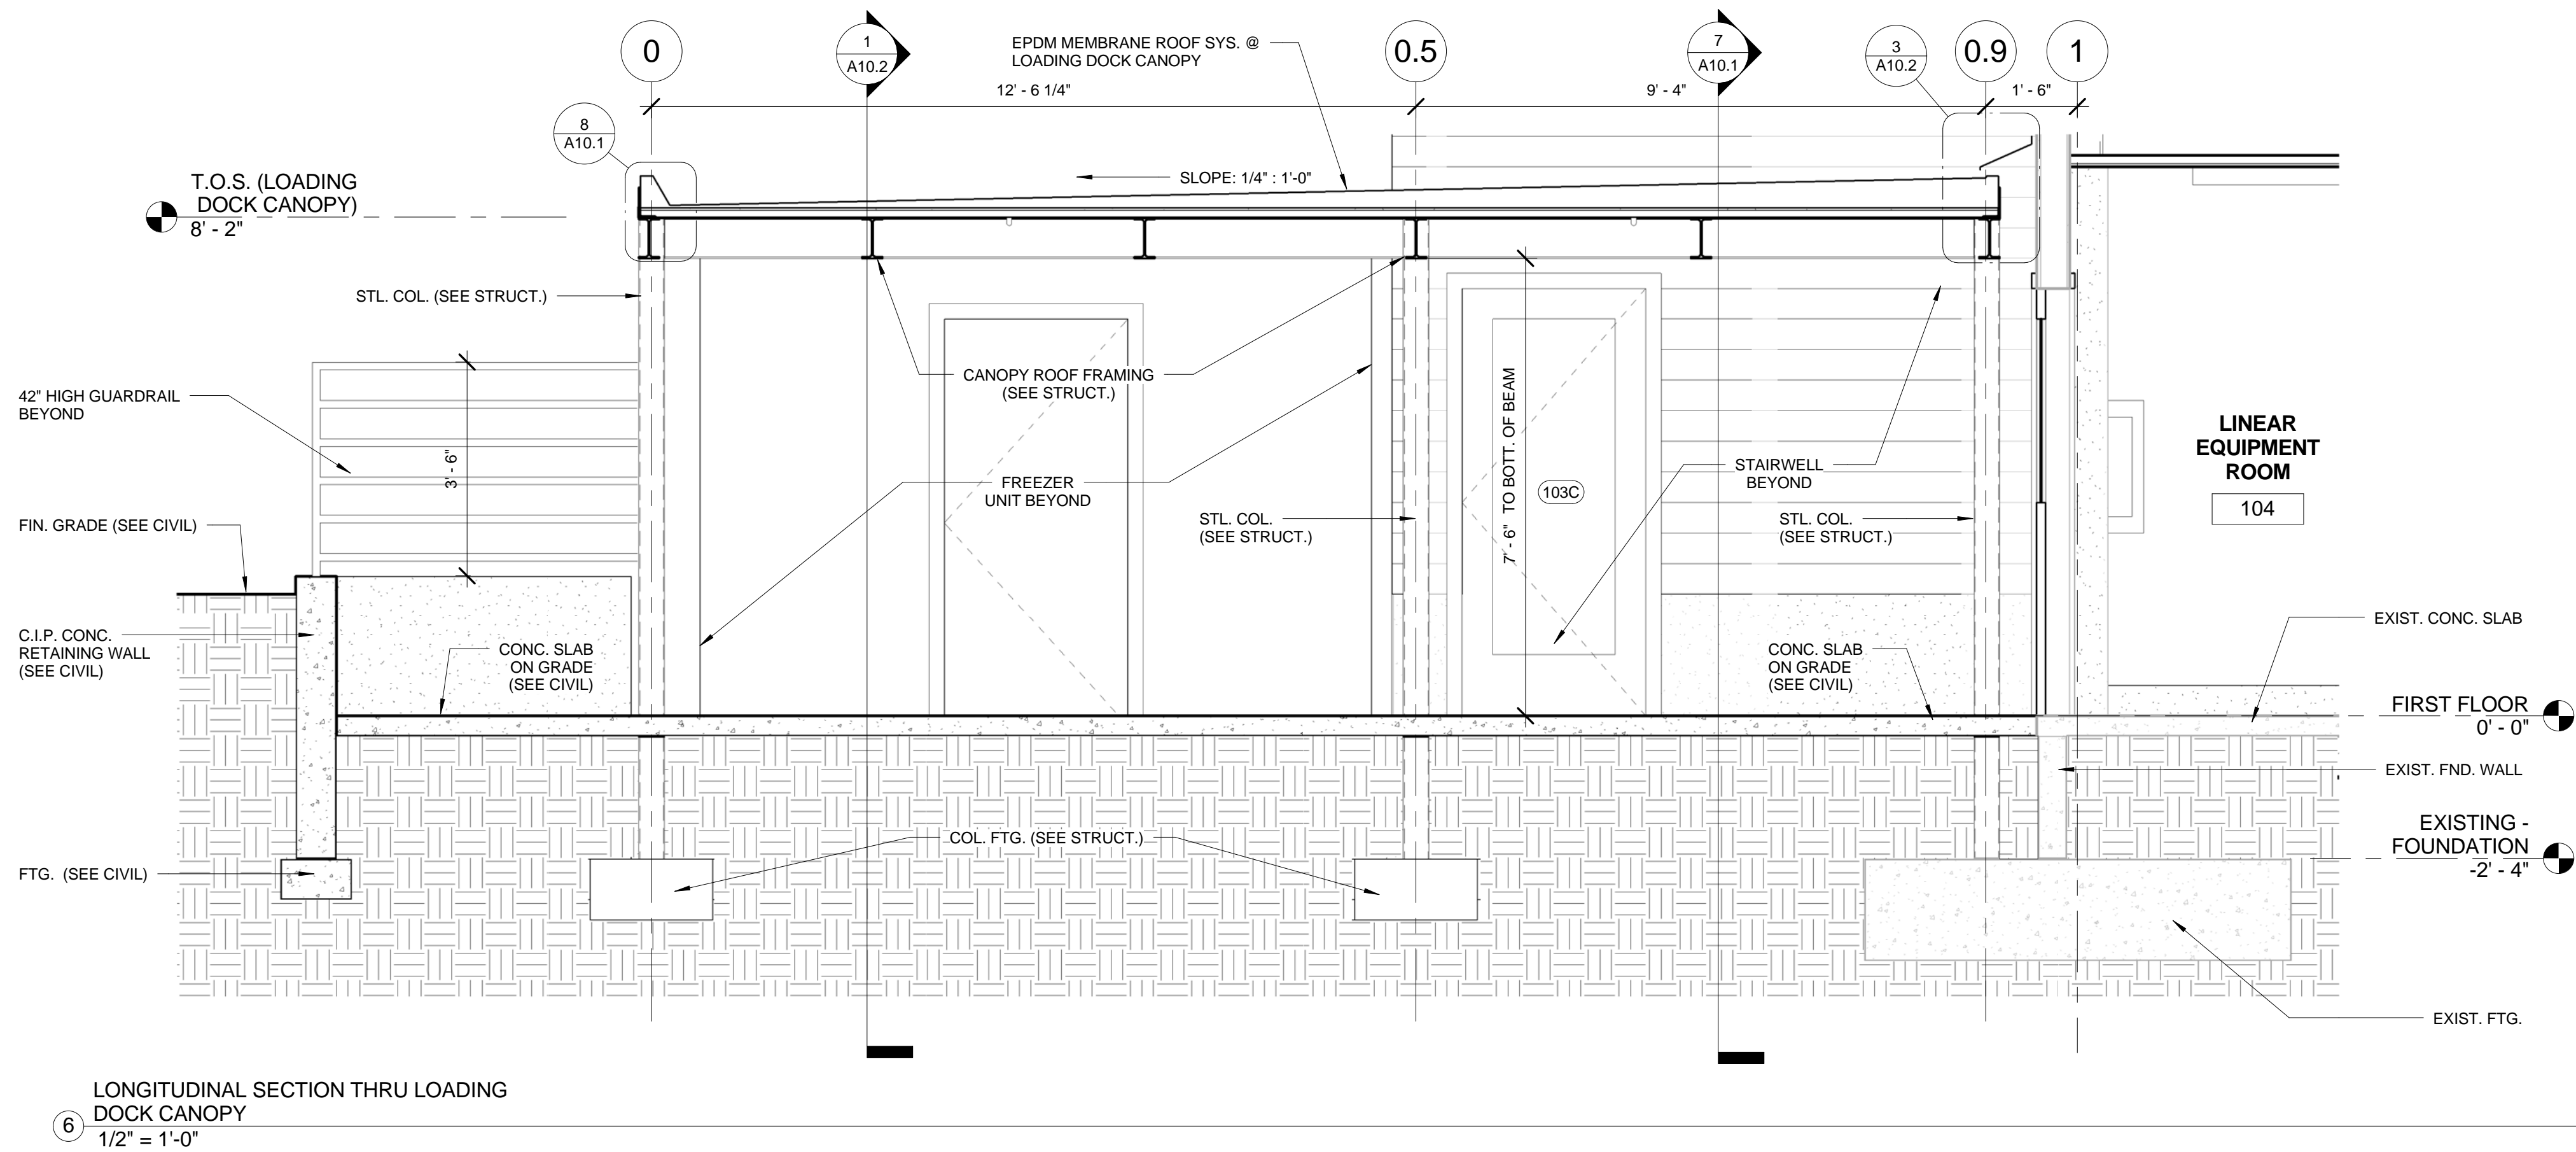 0
1
A10.2
EPDM MEMBRANE ROOF SYS. @
LOADING DOCK CANOPY
0.5
7
A10.1
3
A10.2
0.9
1
12' - 6 1/4"
9' - 4"
1' - 6"
8
A10.1
T.O.S. (LOADING
DOCK CANOPY)
8' - 2"
SLOPE: 1/4" : 1'-0"
STL. COL. (SEE STRUCT.)
42" HIGH GUARDRAIL
BEYOND
3' - 6"
CANOPY ROOF FRAMING
(SEE STRUCT.)
7' - 6" TO BOTT. OF BEAM
FREEZER
UNIT BEYOND
103C
STAIRWELL
BEYOND
LINEAR
EQUIPMENT
ROOM
104
FIN. GRADE (SEE CIVIL)
STL. COL.
(SEE STRUCT.)
STL. COL.
(SEE STRUCT.)
C.I.P. CONC.
RETAINING WALL
(SEE CIVIL)
CONC. SLAB
ON GRADE
(SEE CIVIL)
CONC. SLAB
ON GRADE
(SEE CIVIL)
EXIST. CONC. SLAB
FIRST FLOOR
0' - 0"
EXIST. FND. WALL
COL. FTG. (SEE STRUCT.)
EXISTING -
FOUNDATION
-2' - 4"
FTG. (SEE CIVIL)
EXIST. FTG.
6
LONGITUDINAL SECTION THRU LOADING
DOCK CANOPY
1/2" = 1'-0"